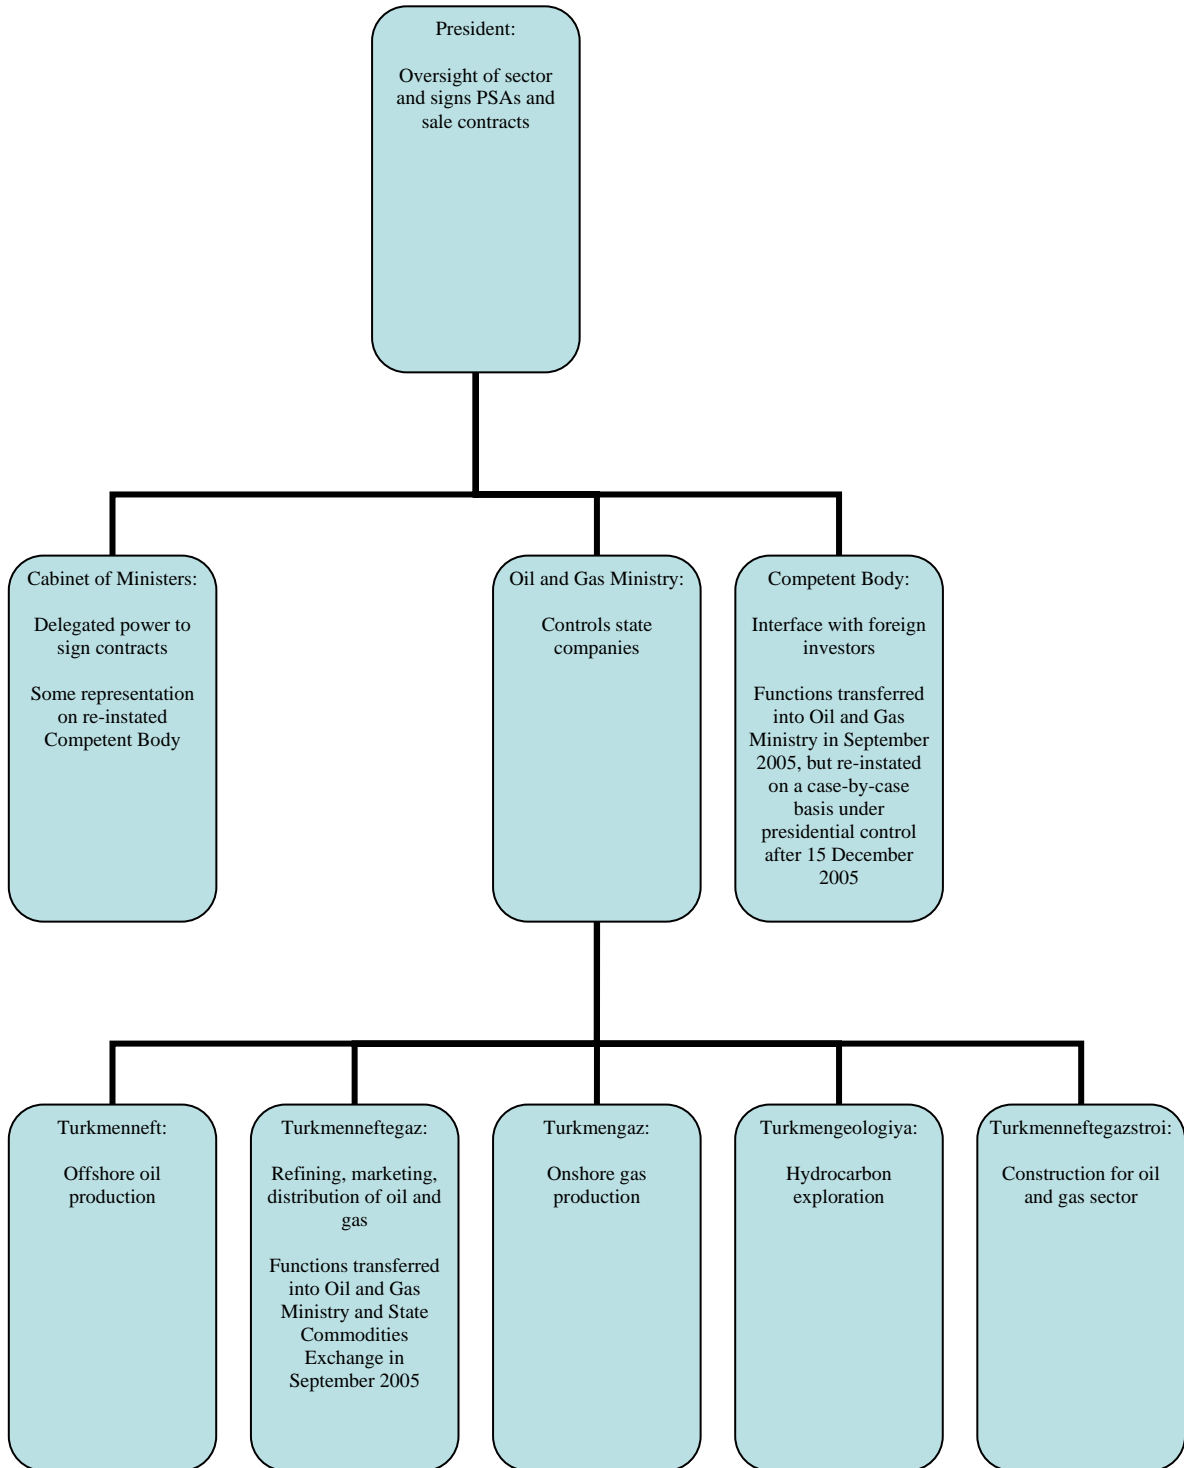 President:
Oversight of sector
and signs PSAs and
sale contracts
Cabinet of Ministers:
Delegated power to
sign contracts
Some representation
on re-instated
Competent Body
Oil and Gas Ministry:
Controls state
companies
Competent Body:
Interface with foreign
investors
Functions transferred
into Oil and Gas
Ministry in September
2005, but re-instated
on a case-by-case
basis under
presidential control
after 15 December
2005
Turkmenneft:
Offshore oil
production
Turkmenneftegaz:
Refining, marketing,
distribution of oil and
gas
Functions transferred
into Oil and Gas
Ministry and State
Commodities
Exchange in
September 2005
Turkmengaz:
Onshore gas
production
Turkmengeologiya:
Hydrocarbon
exploration
Turkmenneftegazstroi:
Construction for oil
and gas sector